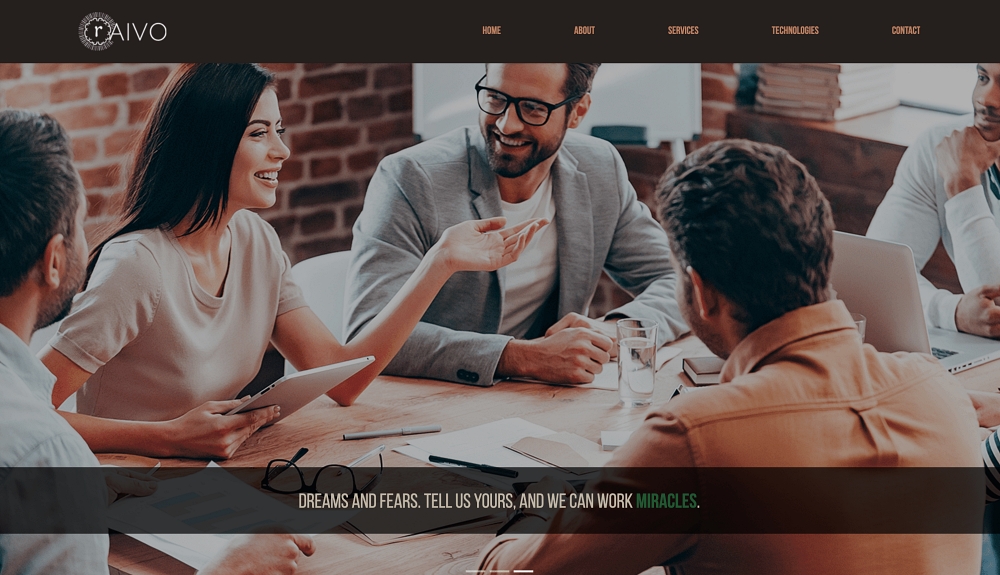 rAIVO
HOME ABOUT SERVICES TECHNOLOGIES CONTACT
DREAMS AND FEARS. TELL US YOURS, AND WE CAN WORK MIRACLES.